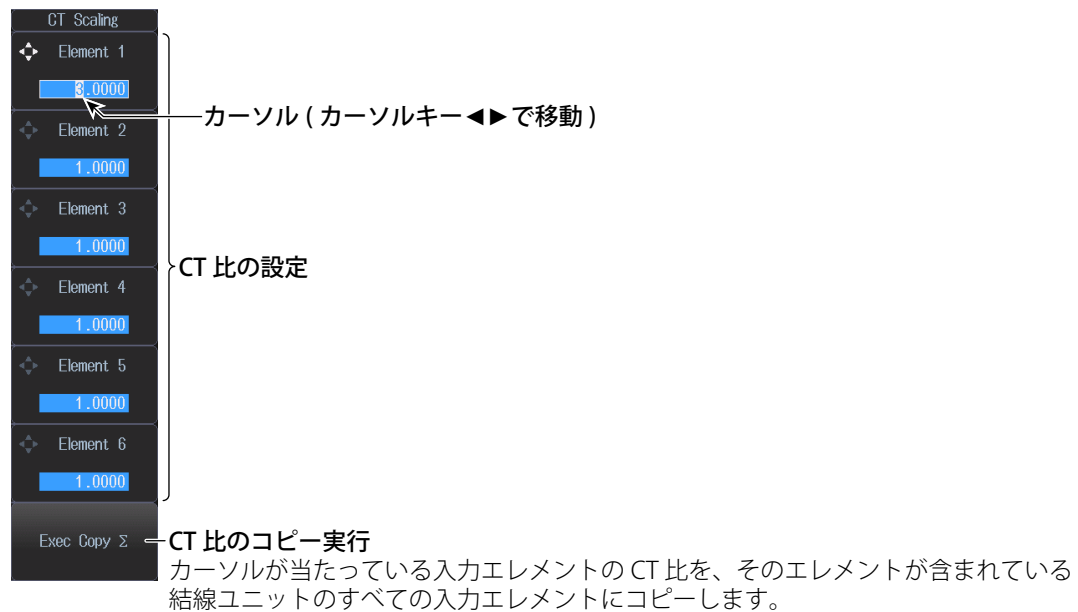 CT Scaling
Element 1
3.0000
カーソル ( カーソルキー◀▶で移動 )
Element 2
1.0000
Element 3
1.0000
CT 比の設定
Element 4
1.0000
Element 5
1.0000
Element 6
1.0000
Exec Copy Σ
CT 比のコピー実行
カーソルが当たっている入力エレメントの CT 比を、そのエレメントが含まれている
結線ユニットのすべての入力エレメントにコピーします。